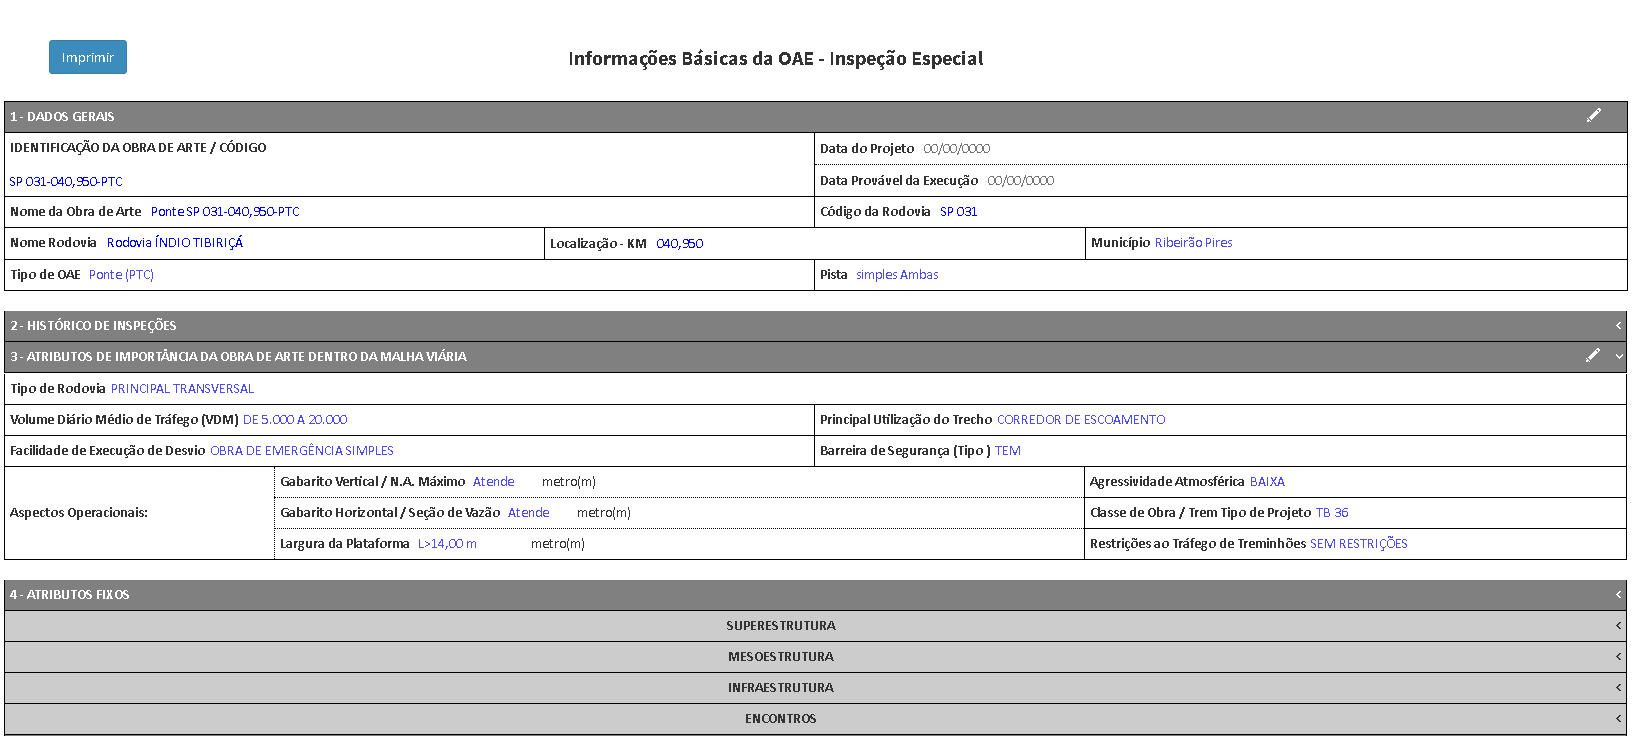 Imprimir
Informações Básicas da OAE - Inspeção Especial
1 - DADOS GERAIS
IDENTIFICAÇÃO DA OBRA DE ARTE / CÓDIGO
SP 031-040,950-PTC
Data do Projeto 00/00/0000
Data Provável da Execução 00/00/0000
Nome da Obra de Arte Ponte SP 031-040,950-PTC
Código da Rodovia SP 031
Nome Rodovia Rodovia ÍNDIO TIBIRIÇÁ
Localização - KM 040,950
Município Ribeirão Pires
Tipo de OAE Ponte (PTC)
Pista simples Ambas
2 - HISTÓRICO DE INSPEÇÕES
3 - ATRIBUTOS DE IMPORTÂNCIA DA OBRA DE ARTE DENTRO DA MALHA VIÁRIA
Tipo de Rodovia PRINCIPAL TRANSVERSAL
Volume Diário Médio de Tráfego (VDM) DE 5.000 A 20.000
Principal Utilização do Trecho CORREDOR DE ESCOAMENTO
Facilidade de Execução de Desvio OBRA DE EMERGÊNCIA SIMPLES
Barreira de Segurança (Tipo ) TEM
Aspectos Operacionais:
Gabarito Vertical / N.A. Máximo Atende metro(m)
Gabarito Horizontal / Seção de Vazão Atende metro(m)
Largura da Plataforma L>14,00 m metro(m)
Agressividade Atmosférica BAIXA
Classe de Obra / Trem Tipo de Projeto TB 36
Restrições ao Tráfego de Treminhões SEM RESTRIÇÕES
4 - ATRIBUTOS FIXOS
SUPERESTRUTURA
MESOESTRUTURA
INFRAESTRUTURA
ENCONTROS